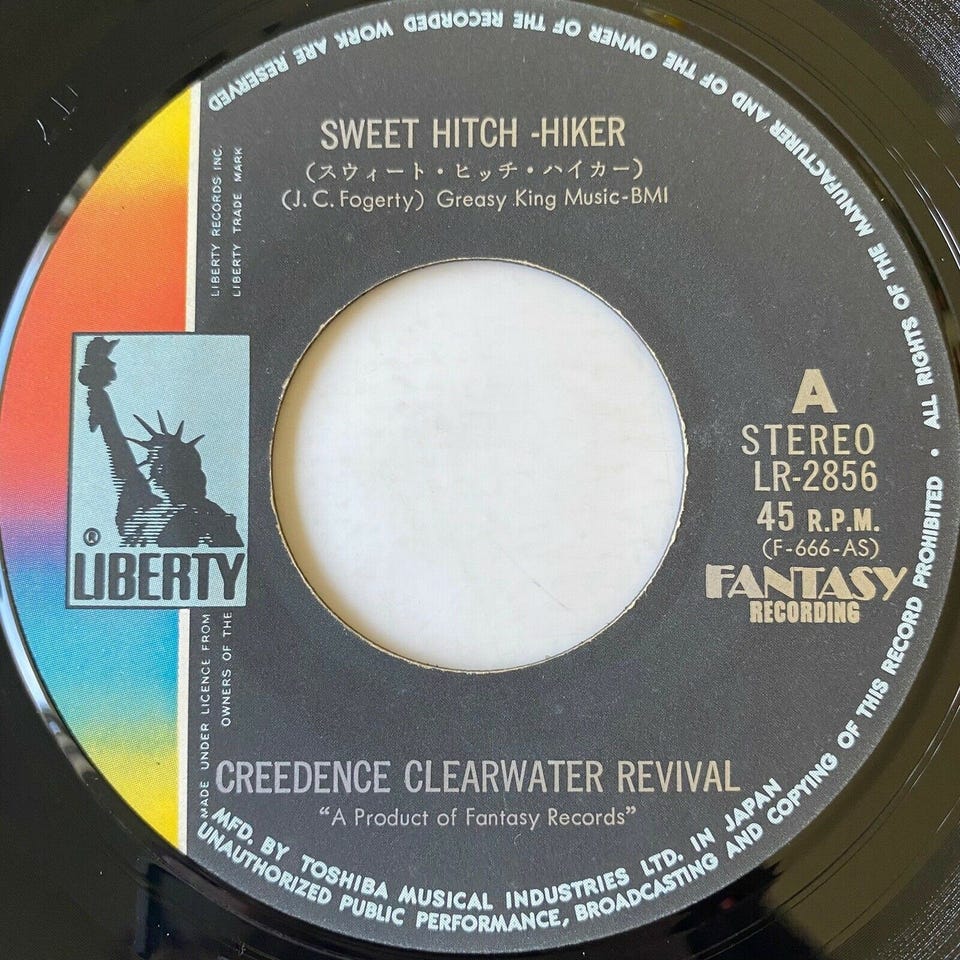 SWEET HITCH -HIKER
(スウィート・ヒッチ・ハイカー)
(J. C. Fogerty) Greasy King Music-BMI
LIBERTY RECORDS INC.
LIBERTY TRADE MARK
®
LIBERTY
MADE UNDER LICENCE FROM
OWNERS OF THE
A
STEREO
LR-2856
45 R.P.M.
(F-666-AS)
FANTASY
RECORDING
CREEDENCE CLEARWATER REVIVAL
“A Product of Fantasy Records”
MFD. BY TOSHIBA MUSICAL INDUSTRIES LTD. IN JAPAN
UNAUTHORIZED PUBLIC PERFORMANCE, BROADCASTING AND COPYING OF THIS RECORD PROHIBITED • ALL RIGHTS OF THE MANUFACTURER AND OF THE OWNER OF THE RECORDED WORK ARE RESERVED